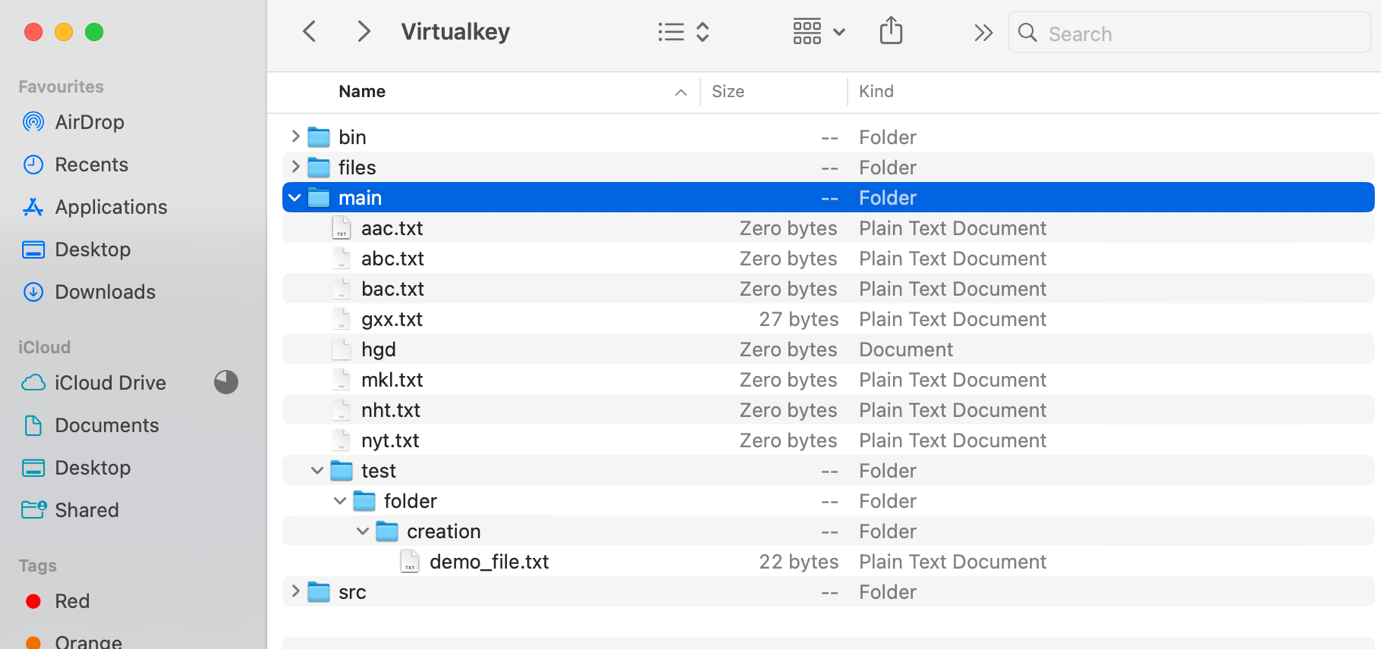 Virtualkey
Search
Favourites
AirDrop
Recents
Applications
Desktop
Downloads
iCloud
iCloud Drive
Documents
Desktop
Shared
Tags
Red
Orange
Name Size Kind
bin -- Folder
files -- Folder
main -- Folder
aac.txt Zero bytes Plain Text Document
abc.txt Zero bytes Plain Text Document
bac.txt Zero bytes Plain Text Document
gxx.txt 27 bytes Plain Text Document
hgd Zero bytes Document
mkl.txt Zero bytes Plain Text Document
nht.txt Zero bytes Plain Text Document
nyt.txt Zero bytes Plain Text Document
test -- Folder
folder -- Folder
creation -- Folder
demo_file.txt 22 bytes Plain Text Document
src -- Folder